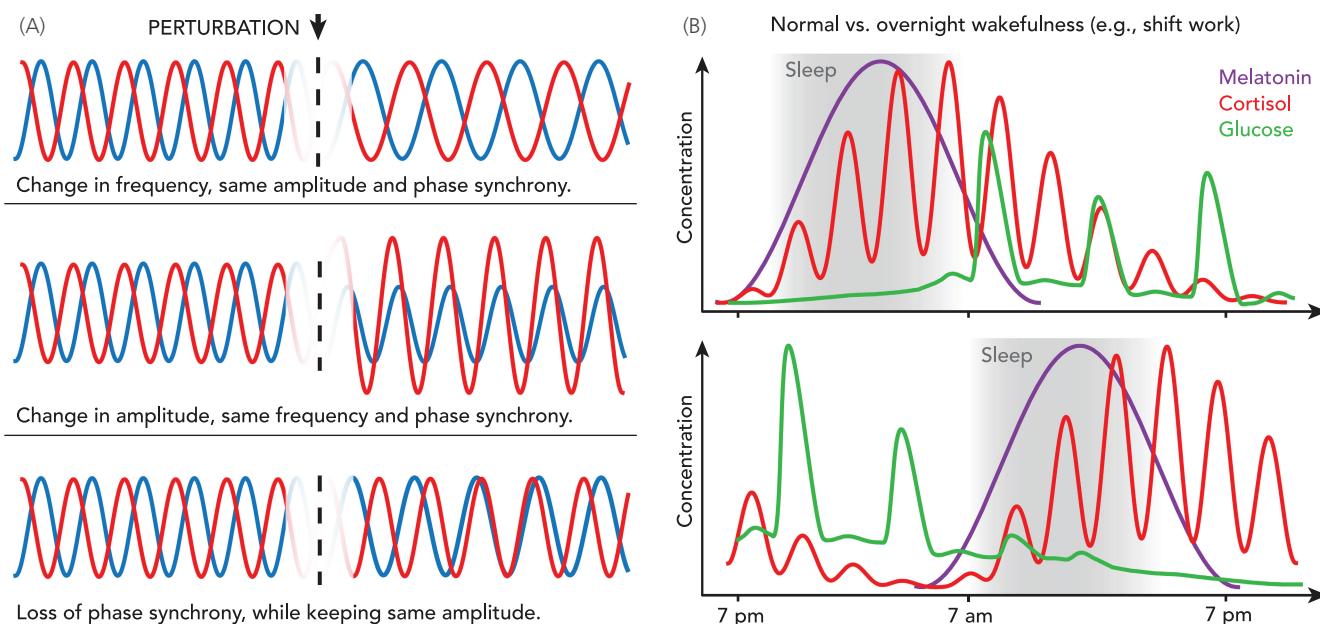 (A)
PERTURBATION
Change in frequency, same amplitude and phase synchrony.
Change in amplitude, same frequency and phase synchrony.
Loss of phase synchrony, while keeping same amplitude.
(B)
Normal vs. overnight wakefulness (e.g., shift work)
Concentration
Sleep
Melatonin
Cortisol
Glucose
Concentration
Sleep
7 pm
7 am
7 pm